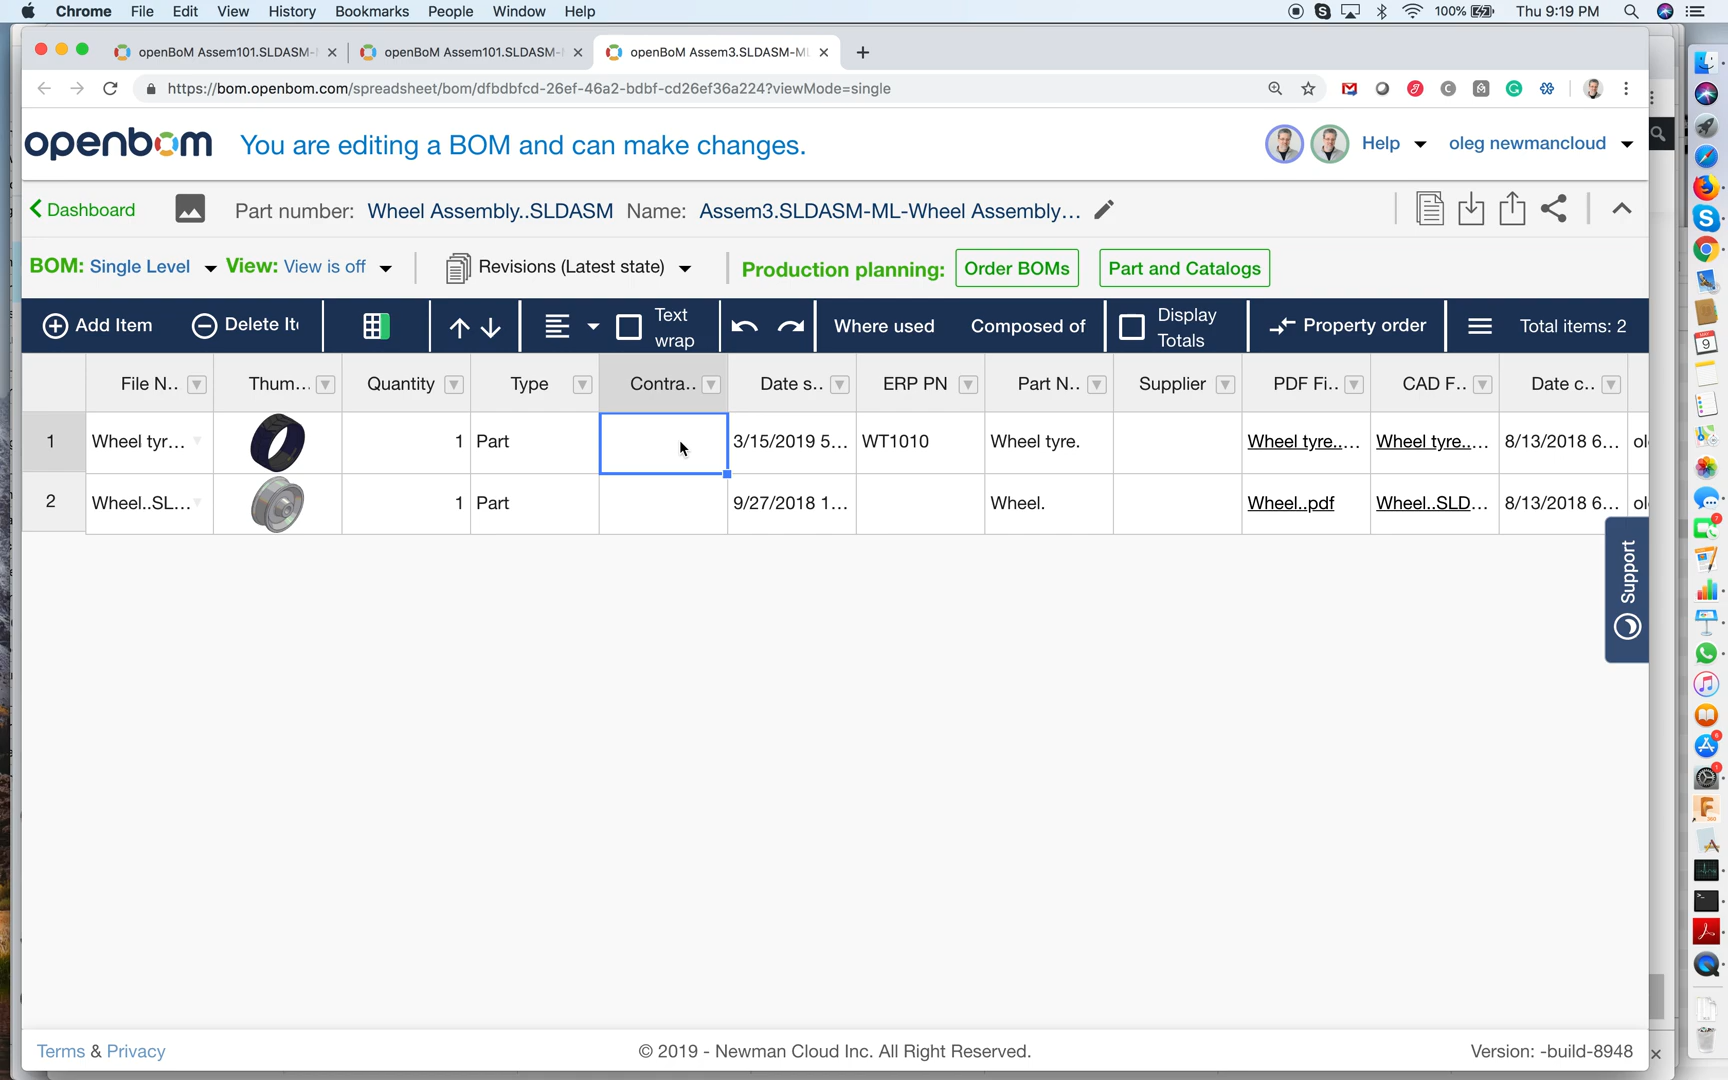 Chrome File Edit View History Bookmarks People Window Help 100% Thu 9:19 PM
openBoM Assem101.SLDASM- openBoM Assem101.SLDASM- openBoM Assem3.SLDASM-ML
https://bom.openbom.com/spreadsheet/bom/dfbdbfcd-26ef-46a2-bdbf-cd26ef36a224?viewMode=single
openbom You are editing a BOM and can make changes. Help oleg newmancloud
Dashboard Part number: Wheel Assembly..SLDASM Name: Assem3.SLDASM-ML-Wheel Assembly...
BOM: Single Level View: View is off Revisions (Latest state) Production planning: Order BOMs Part and Catalogs
Add Item Delete Ite Text wrap Where used Composed of Display Totals Property order Total items: 2
File N.. Thum... Quantity Type Contra.. Date s.. ERP PN Part N.. Supplier PDF Fi.. CAD F.. Date c..
1 Wheel tyr... 1 Part 3/15/2019 5... WT1010 Wheel tyre. Wheel tyre..... Wheel tyre..... 8/13/2018 6... ol
2 Wheel..SL... 1 Part 9/27/2018 1... Wheel. Wheel..pdf Wheel..SLD... 8/13/2018 6... ol
Support
Terms & Privacy © 2019 - Newman Cloud Inc. All Right Reserved. Version: -build-8948